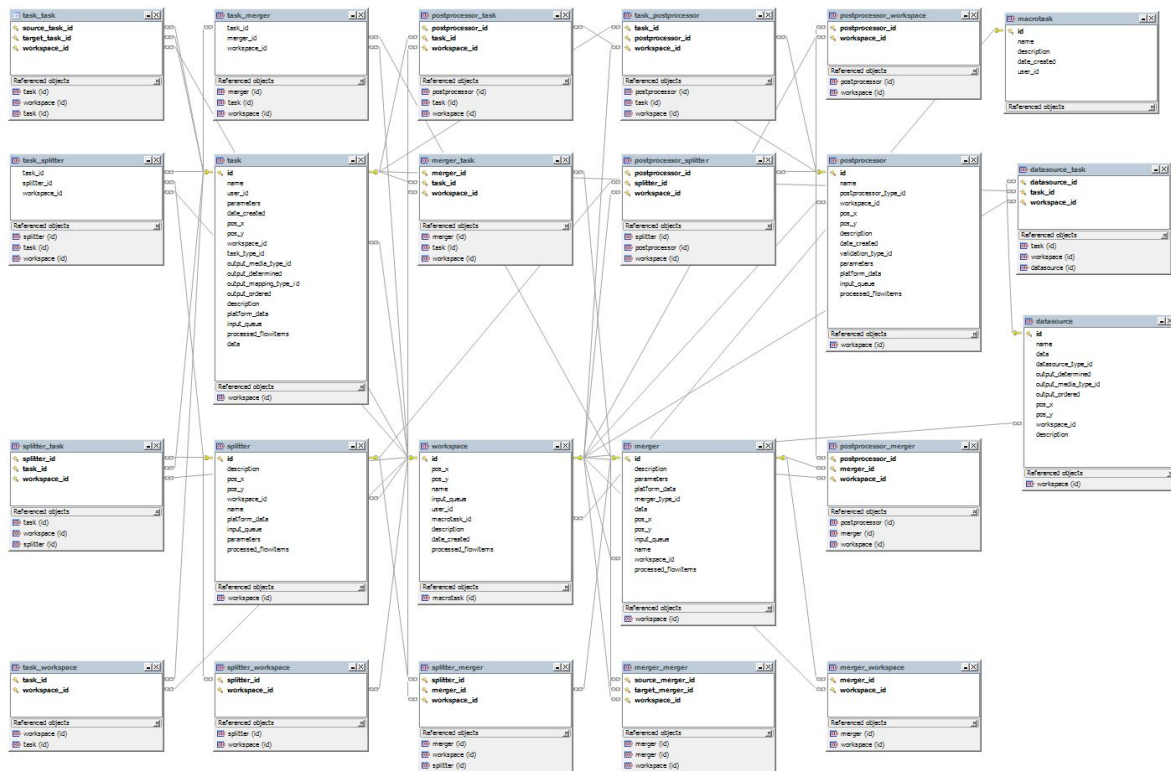 task_task
source_task_id
target_task_id
workspace_id
Referenced objects
task (id)
workspace (id)
task (id)
task_merger
task_id
merger_id
workspace_id
Referenced objects
merger (id)
task (id)
workspace (id)
postprocessor_task
postprocessor_id
task_id
workspace_id
Referenced objects
postprocessor (id)
task (id)
workspace (id)
task_postprocessor
task_id
postprocessor_id
workspace_id
Referenced objects
postprocessor (id)
task (id)
workspace (id)
postprocessor_workspace
postprocessor_id
workspace_id
Referenced objects
postprocessor (id)
workspace (id)
macrotask
id
name
description
date_created
user_id
Referenced objects
task_splitter
task_id
splitter_id
workspace_id
Referenced objects
splitter (id)
task (id)
workspace (id)
task
id
name
user_id
parameters
date_created
pos_x
pos_y
workspace_id
task_type_id
output_media_type_id
output_determined
output_mapping_type_id
output_ordered
description
platform_data
input_queue
processed_flowitems
data
Referenced objects
workspace (id)
merger_task
merger_id
task_id
workspace_id
Referenced objects
merger (id)
task (id)
workspace (id)
postprocessor_splitter
postprocessor_id
splitter_id
workspace_id
Referenced objects
splitter (id)
postprocessor (id)
workspace (id)
postprocessor
id
name
postprocessor_type_id
workspace_id
pos_x
pos_y
description
date_created
validation_type_id
parameters
platform_data
input_queue
processed_flowitems
Referenced objects
workspace (id)
datasource_task
datasource_id
task_id
workspace_id
Referenced objects
task (id)
workspace (id)
datasource (id)
datasource
id
name
data
datasource_type_id
output_determined
output_media_type_id
output_ordered
pos_x
pos_y
workspace_id
description
Referenced objects
workspace (id)
splitter_task
splitter_id
task_id
workspace_id
Referenced objects
task (id)
workspace (id)
splitter (id)
splitter
id
description
pos_x
pos_y
workspace_id
name
platform_data
input_queue
parameters
processed_flowitems
Referenced objects
workspace (id)
workspace
id
pos_x
pos_y
name
input_queue
user_id
macrotask_id
description
date_created
processed_flowitems
Referenced objects
macrotask (id)
merger
id
description
parameters
platform_data
merger_type_id
data
pos_x
pos_y
input_queue
name
workspace_id
processed_flowitems
Referenced objects
workspace (id)
postprocessor_merger
postprocessor_id
merger_id
workspace_id
Referenced objects
postprocessor (id)
merger (id)
workspace (id)
task_workspace
task_id
workspace_id
Referenced objects
workspace (id)
task (id)
splitter_workspace
splitter_id
workspace_id
Referenced objects
splitter (id)
workspace (id)
splitter_merger
splitter_id
merger_id
workspace_id
Referenced objects
merger (id)
workspace (id)
splitter (id)
merger_merger
source_merger_id
target_merger_id
workspace_id
Referenced objects
merger (id)
merger (id)
workspace (id)
merger_workspace
merger_id
workspace_id
Referenced objects
merger (id)
workspace (id)